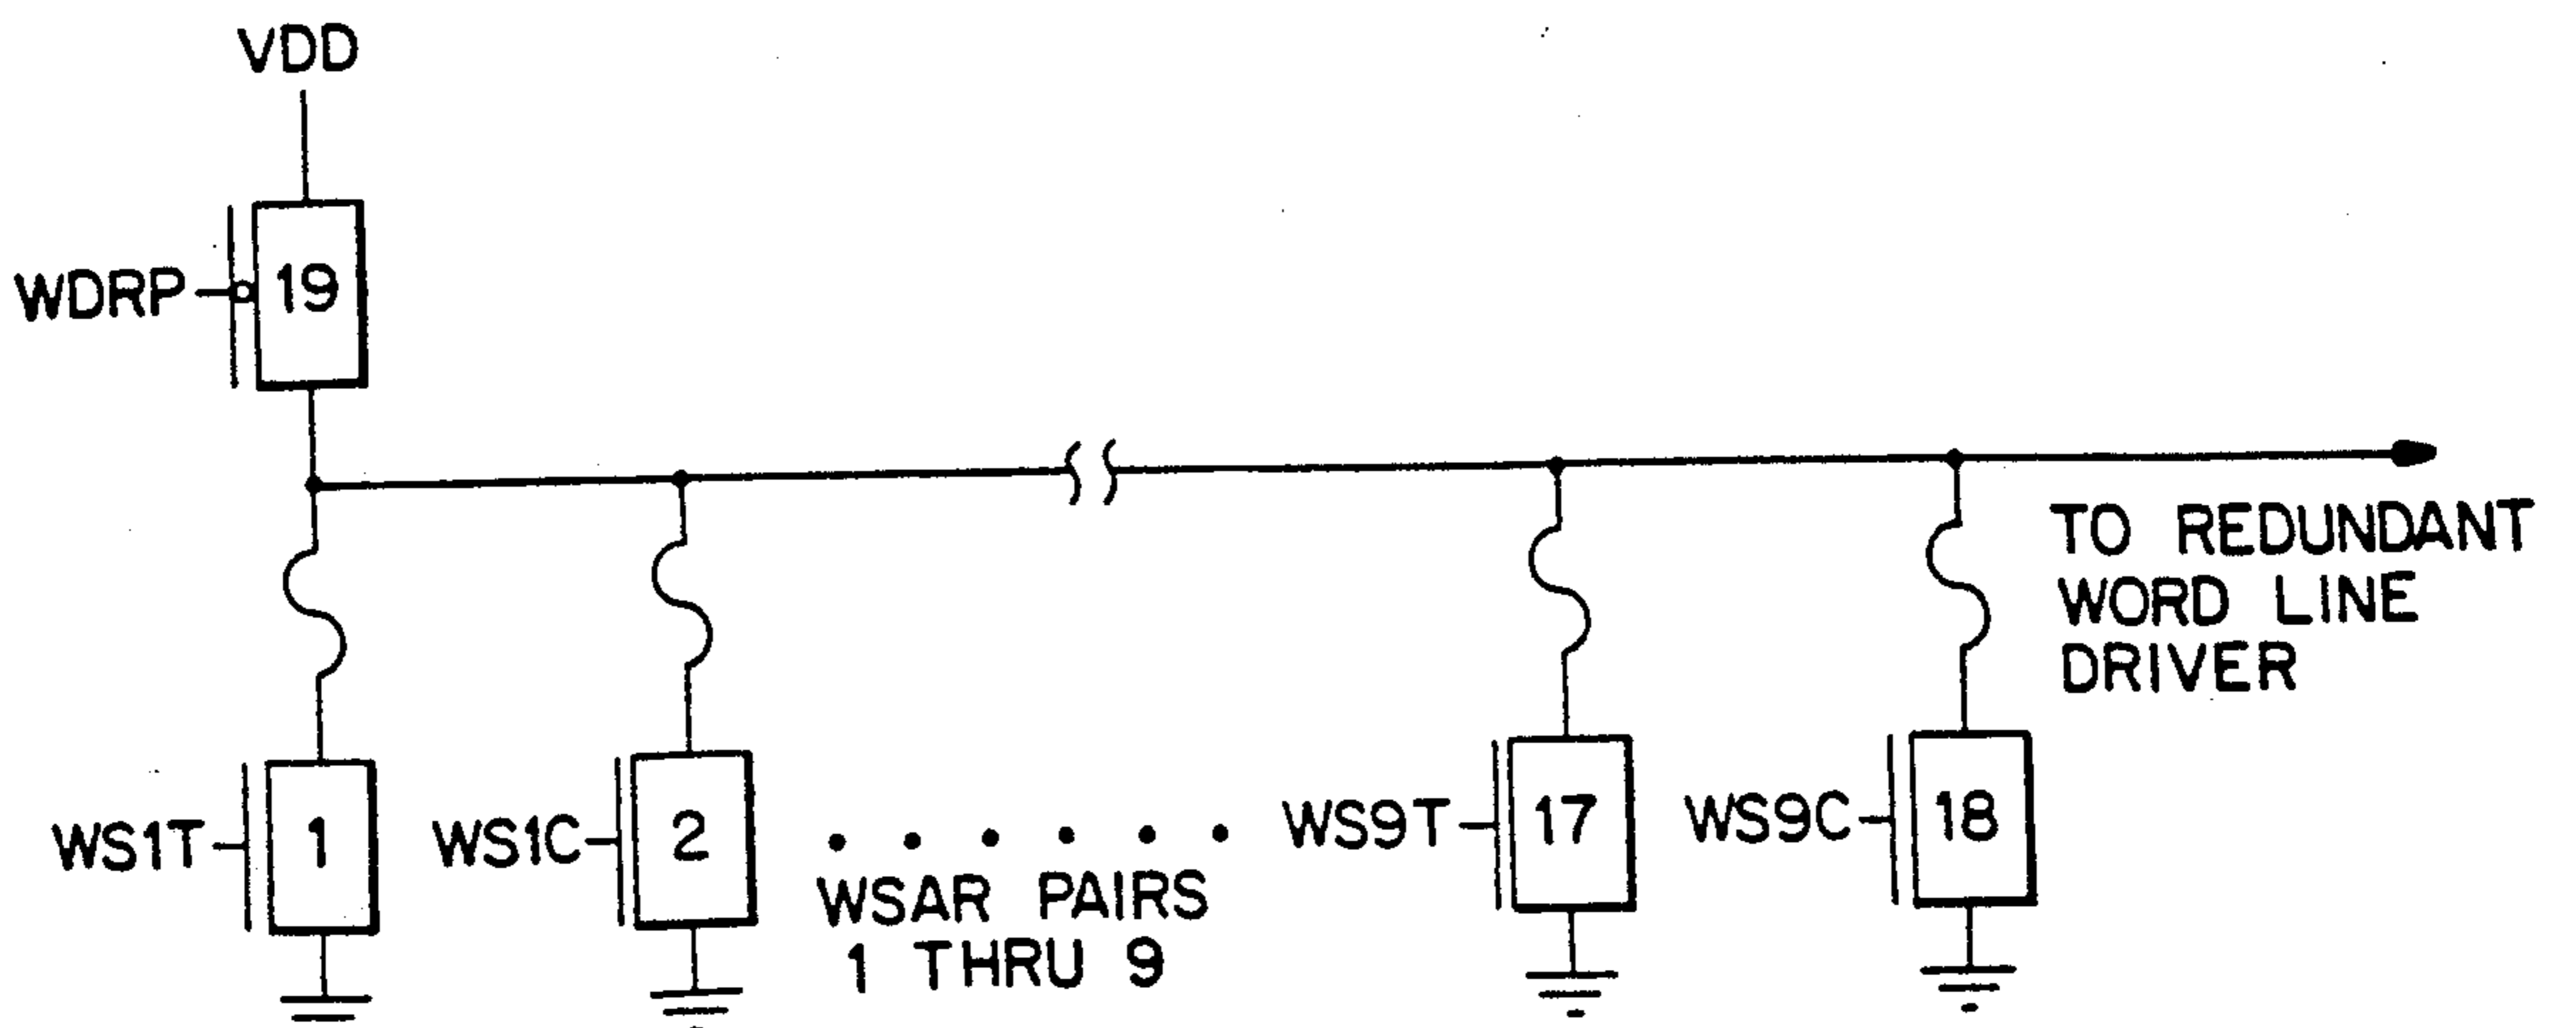 VDD
WDRP
19
TO REDUNDANT
WORD LINE
DRIVER
WS1T
1
WS1C
2
WSAR PAIRS
1 THRU 9
WS9T
17
WS9C
18